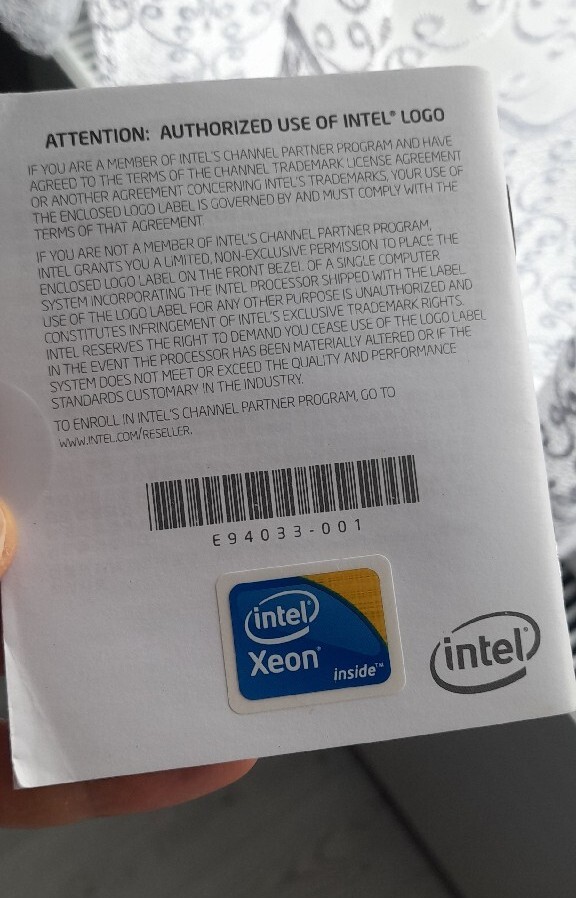 ATTENTION: AUTHORIZED USE OF INTEL® LOGO
IF YOU ARE A MEMBER OF INTEL'S CHANNEL PARTNER PROGRAM AND HAVE
AGREED TO THE TERMS OF THE CHANNEL TRADEMARK LICENSE AGREEMENT
OR ANOTHER AGREEMENT CONCERNING INTEL'S TRADEMARKS, YOUR USE OF
THE ENCLOSED LOGO LABEL IS GOVERNED BY AND MUST COMPLY WITH THE
TERMS OF THAT AGREEMENT
IF YOU ARE NOT A MEMBER OF INTEL'S CHANNEL PARTNER PROGRAM,
INTEL GRANTS YOU A LIMITED, NON-EXCLUSIVE PERMISSION TO PLACE THE
ENCLOSED LOGO LABEL ON THE FRONT BEZEL OF A SINGLE COMPUTER
SYSTEM INCORPORATING THE INTEL PROCESSOR SHIPPED WITH THE LABEL
USE OF THE LOGO LABEL FOR ANY OTHER PURPOSE IS UNAUTHORIZED AND
CONSTITUTES INFRINGEMENT OF INTEL'S EXCLUSIVE TRADEMARK RIGHTS.
INTEL RESERVES THE RIGHT TO DEMAND YOU CEASE USE OF THE LOGO LABEL
IN THE EVENT THE PROCESSOR HAS BEEN MATERIALLY ALTERED OR IF THE
SYSTEM DOES NOT MEET OR EXCEED THE QUALITY AND PERFORMANCE
STANDARDS CUSTOMARY IN THE INDUSTRY.
TO ENROLL IN INTEL'S CHANNEL PARTNER PROGRAM, GO TO
WWW.INTEL.COM/RESELLER.
E94033-001
intel®
Xeon®
inside™
intel®